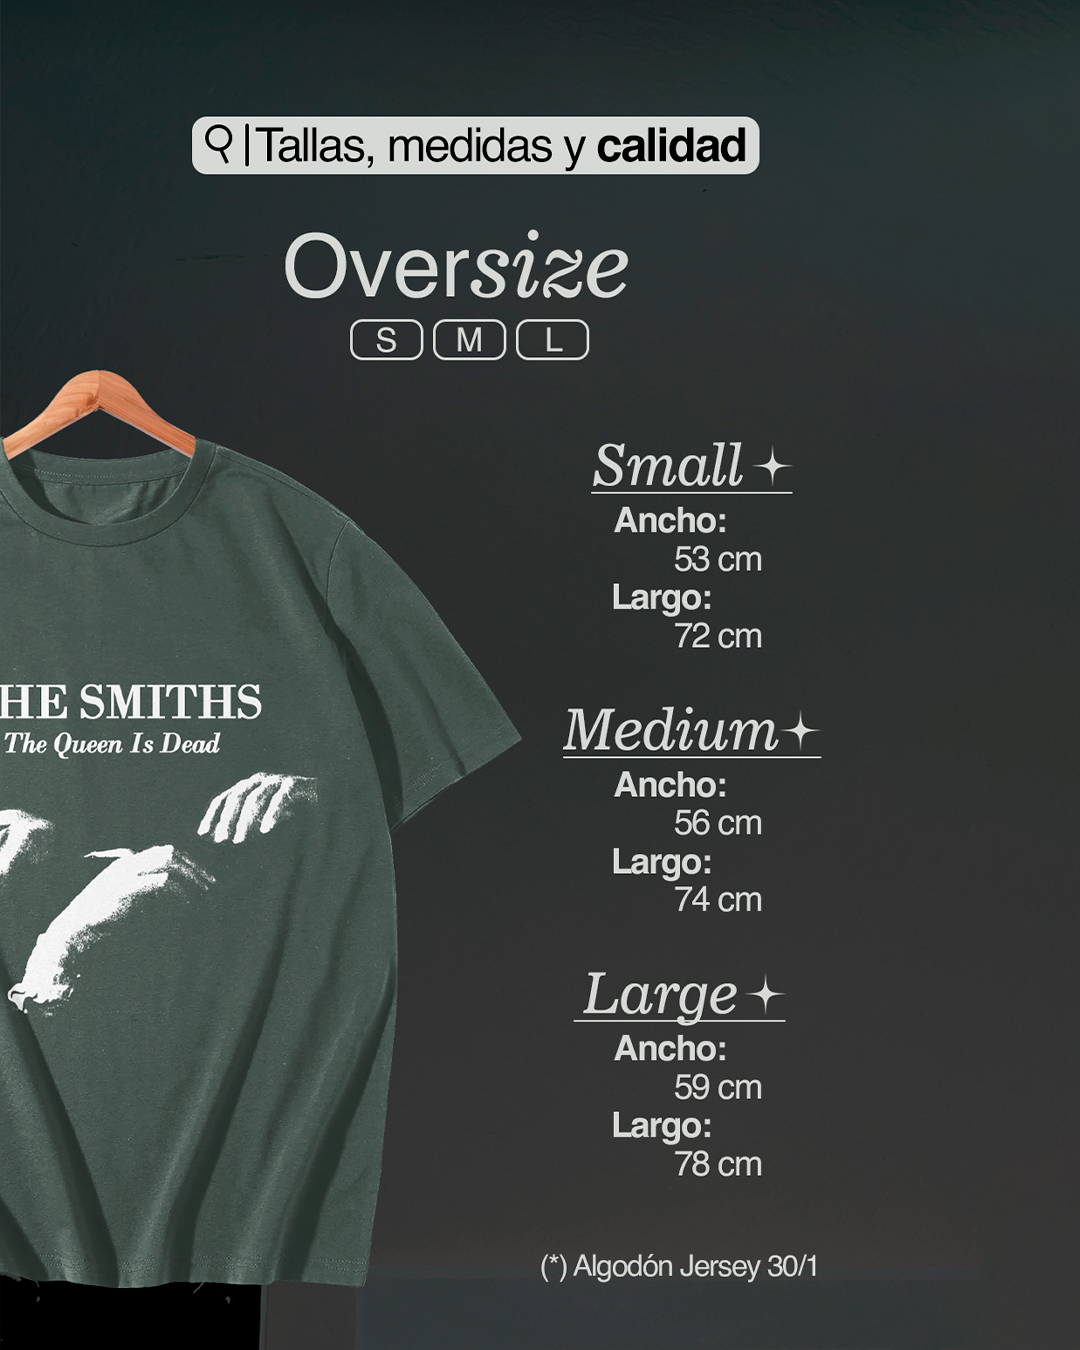 Tallas, medidas y calidad
Oversize
S M L
Small
Ancho:
53 cm
Largo:
72 cm
HE SMITHS
The Queen Is Dead
Medium
Ancho:
56 cm
Largo:
74 cm
Large
Ancho:
59 cm
Largo:
78 cm
(*) Algodón Jersey 30/1